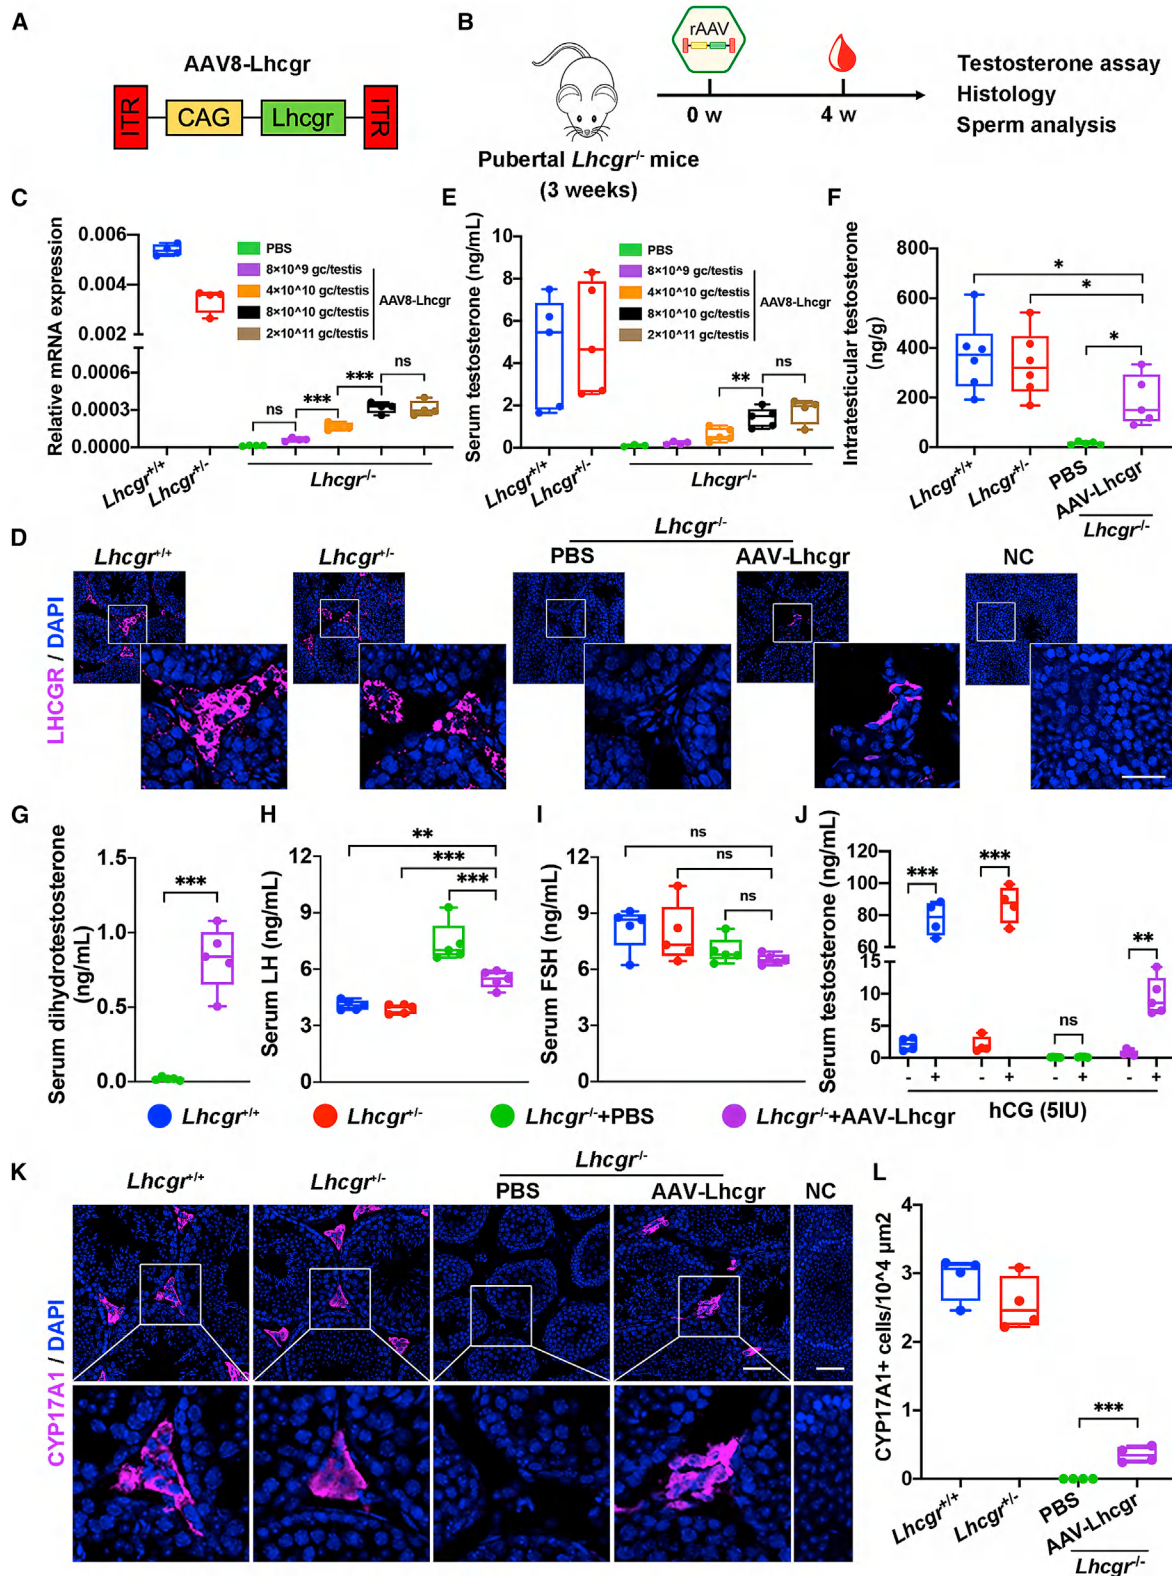 A
AAV8-Lhcgr
ITR
CAG
Lhcgr
ITR
B
rAAV
0 w
4 w
Pubertal Lhcgr-/- mice
(3 weeks)
Testosterone assay
Histology
Sperm analysis
C
Relative mRNA expression
0.006
0.004
0.002
0.0006
0.0003
0.0000
PBS
8×10^9 gc/testis
4×10^10 gc/testis
8×10^10 gc/testis
2×10^11 gc/testis
AAV8-Lhcgr
ns
***
***
ns
Lhcgr+/+
Lhcgr+/-
Lhcgr-/-
E
Serum testosterone (ng/mL)
10
8
6
4
2
0
PBS
8×10^9 gc/testis
4×10^10 gc/testis
8×10^10 gc/testis
2×10^11 gc/testis
AAV8-Lhcgr
**
ns
Lhcgr+/+
Lhcgr+/-
Lhcgr-/-
F
Intratesticular testosterone
(ng/g)
800
600
400
200
0
*
*
*
Lhcgr+/+
Lhcgr+/-
PBS
AAV-Lhcgr
Lhcgr-/-
D
LHCGR / DAPI
Lhcgr+/+
Lhcgr+/-
Lhcgr-/-
PBS
AAV-Lhcgr
NC
G
Serum dihydrotestosterone
(ng/mL)
1.5
1.0
0.5
0.0
***
H
Serum LH (ng/mL)
12
9
6
3
0
**
***
***
I
Serum FSH (ng/mL)
12
9
6
3
0
ns
ns
ns
J
Serum testosterone (ng/mL)
120
100
80
60
40
15
10
5
0
***
***
ns
**
- + - + - + - +
hCG (5IU)
Lhcgr+/+
Lhcgr+/-
Lhcgr-/-+PBS
Lhcgr-/-+AAV-Lhcgr
K
CYP17A1 / DAPI
Lhcgr+/+
Lhcgr+/-
Lhcgr-/-
PBS
AAV-Lhcgr
NC
L
CYP17A1+ cells/10^4 µm2
4
3
2
1
0
***
Lhcgr+/+
Lhcgr+/-
PBS
AAV-Lhcgr
Lhcgr-/-